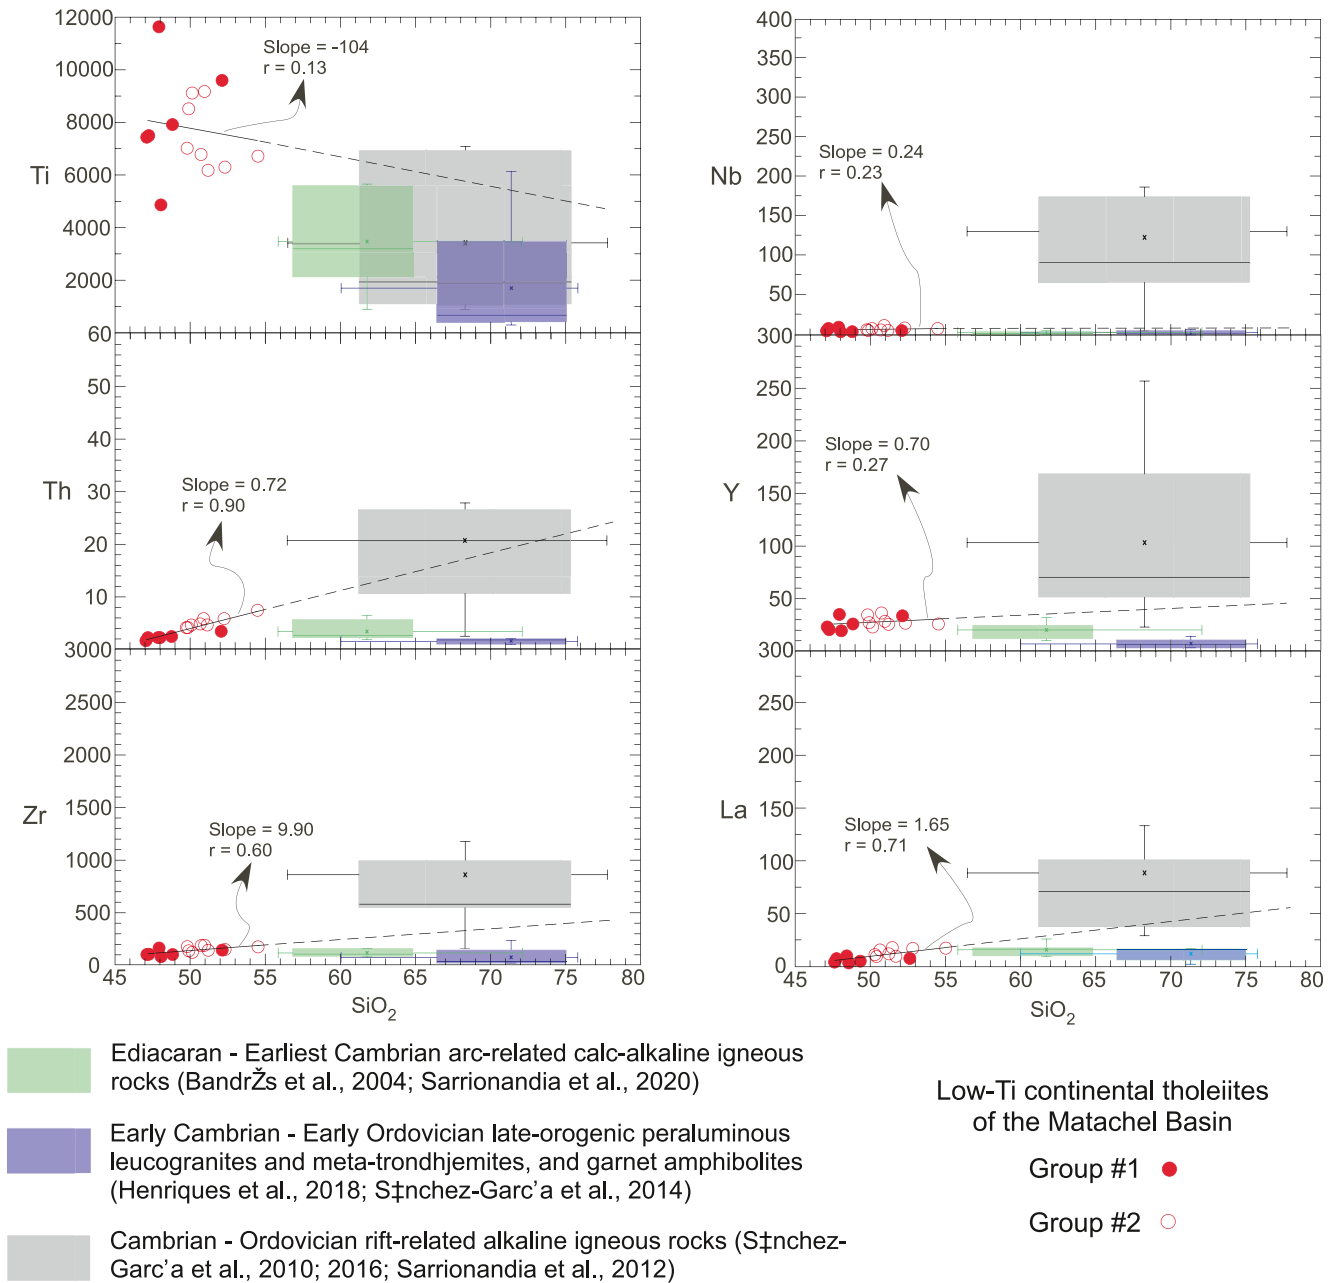 12000
10000
8000
6000
4000
2000
Ti
Slope = -104
r = 0.13
60
50
40
30
20
10
Th
Slope = 0.72
r = 0.90
3000
2500
2000
1500
1000
500
0
Zr
Slope = 9.90
r = 0.60
45 50 55 60 65 70 75 80
SiO2
400
350
300
250
200
150
100
50
Nb
Slope = 0.24
r = 0.23
300
250
200
150
100
50
Y
Slope = 0.70
r = 0.27
300
250
200
150
100
50
0
La
Slope = 1.65
r = 0.71
45 50 55 60 65 70 75 80
SiO2
Ediacaran - Earliest Cambrian arc-related calc-alkaline igneous
rocks (BandrŽs et al., 2004; Sarrionandia et al., 2020)
Early Cambrian - Early Ordovician late-orogenic peraluminous
leucogranites and meta-trondhjemites, and garnet amphibolites
(Henriques et al., 2018; S‡nchez-Garc’a et al., 2014)
Cambrian - Ordovician rift-related alkaline igneous rocks (S‡nchez-
Garc’a et al., 2010; 2016; Sarrionandia et al., 2012)
Low-Ti continental tholeiites
of the Matachel Basin
Group #1
Group #2